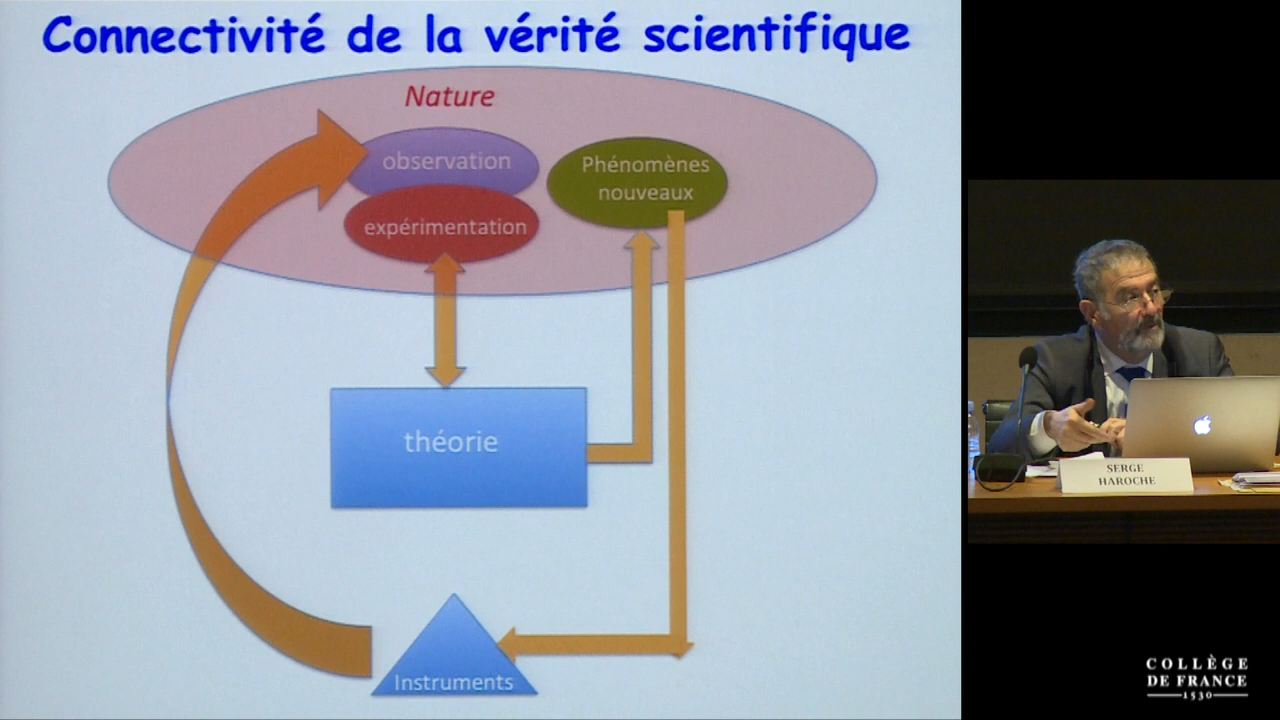 Connectivité de la vérité scientifique
Nature
observation
Phénomènes
nouveaux
expérimentation
théorie
Instruments
SERGE
HAROCHE
COLLÈGE
DE FRANCE
1530